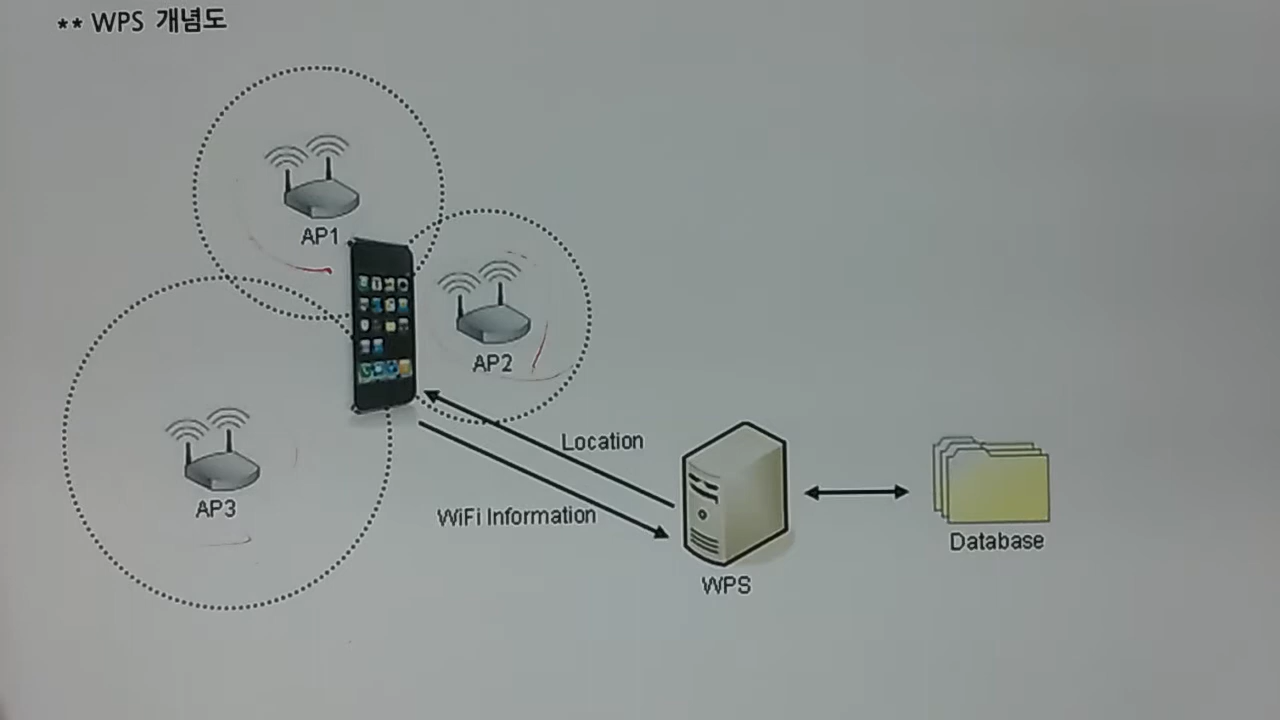 ** WPS 개념도
AP1
AP2
AP3
Location
WiFi Information
WPS
Database